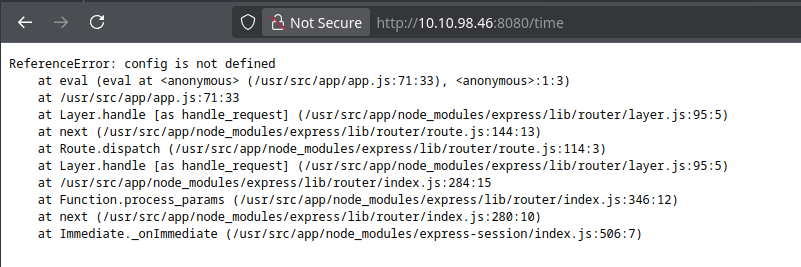 Not Secure http://10.10.98.46:8080/time
ReferenceError: config is not defined
at eval (eval at <anonymous> (/usr/src/app/app.js:71:33), <anonymous>:1:3)
at /usr/src/app/app.js:71:33
at Layer.handle [as handle_request] (/usr/src/app/node_modules/express/lib/router/layer.js:95:5)
at next (/usr/src/app/node_modules/express/lib/router/route.js:144:13)
at Route.dispatch (/usr/src/app/node_modules/express/lib/router/route.js:114:3)
at Layer.handle [as handle_request] (/usr/src/app/node_modules/express/lib/router/layer.js:95:5)
at /usr/src/app/node_modules/express/lib/router/index.js:284:15
at Function.process_params (/usr/src/app/node_modules/express/lib/router/index.js:346:12)
at next (/usr/src/app/node_modules/express/lib/router/index.js:280:10)
at Immediate._onImmediate (/usr/src/app/node_modules/express-session/index.js:506:7)